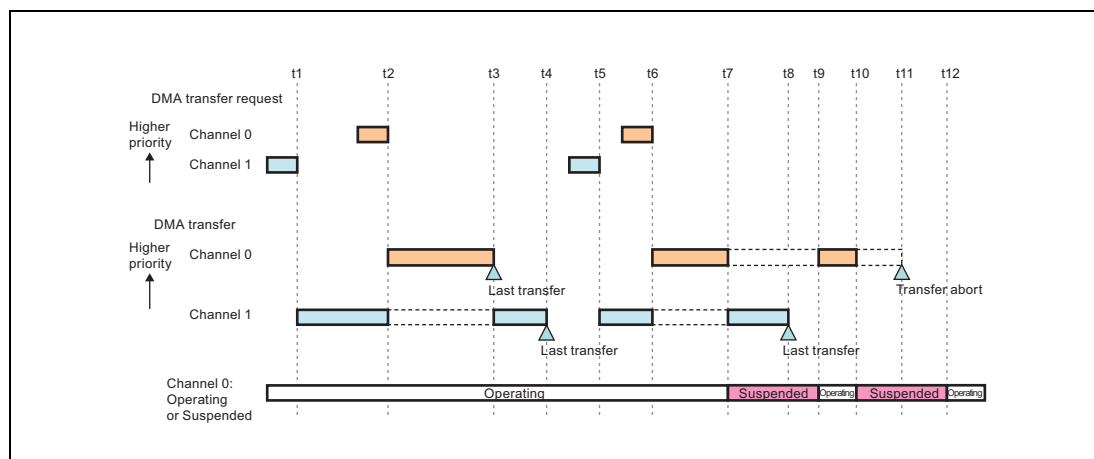 t1 t2 t3 t4 t5 t6 t7 t8 t9 t10 t11 t12
DMA transfer request
Higher
priority
Channel 0
Channel 1
DMA transfer
Higher
priority
Channel 0
Last transfer
Transfer abort
Channel 1
Last transfer
Last transfer
Channel 0:
Operating
or Suspended
Operating
Suspended
Operating
Suspended
Operating